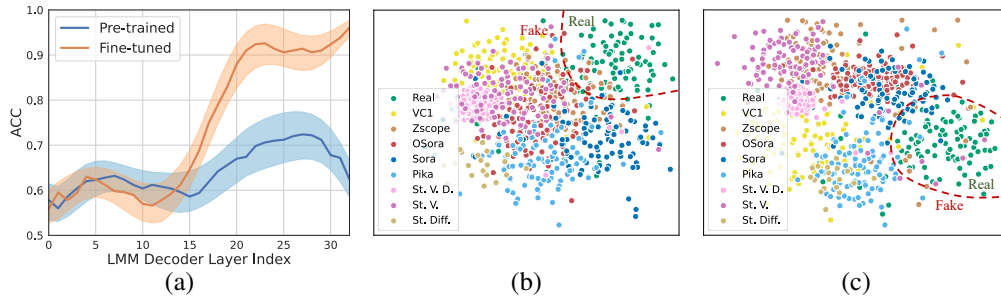 1.0
0.9
0.8
0.7
0.6
0.5
ACC
Pre-trained
Fine-tuned
0 5 10 15 20 25 30
LMM Decoder Layer Index
(a)
Fake
Real
Real
VC1
Zscope
OSora
Sora
Pika
St. V. D.
St. V.
St. Diff.
(b)
Real
VC1
Zscope
OSora
Sora
Pika
St. V. D.
St. V.
St. Diff.
Real
Fake
(c)